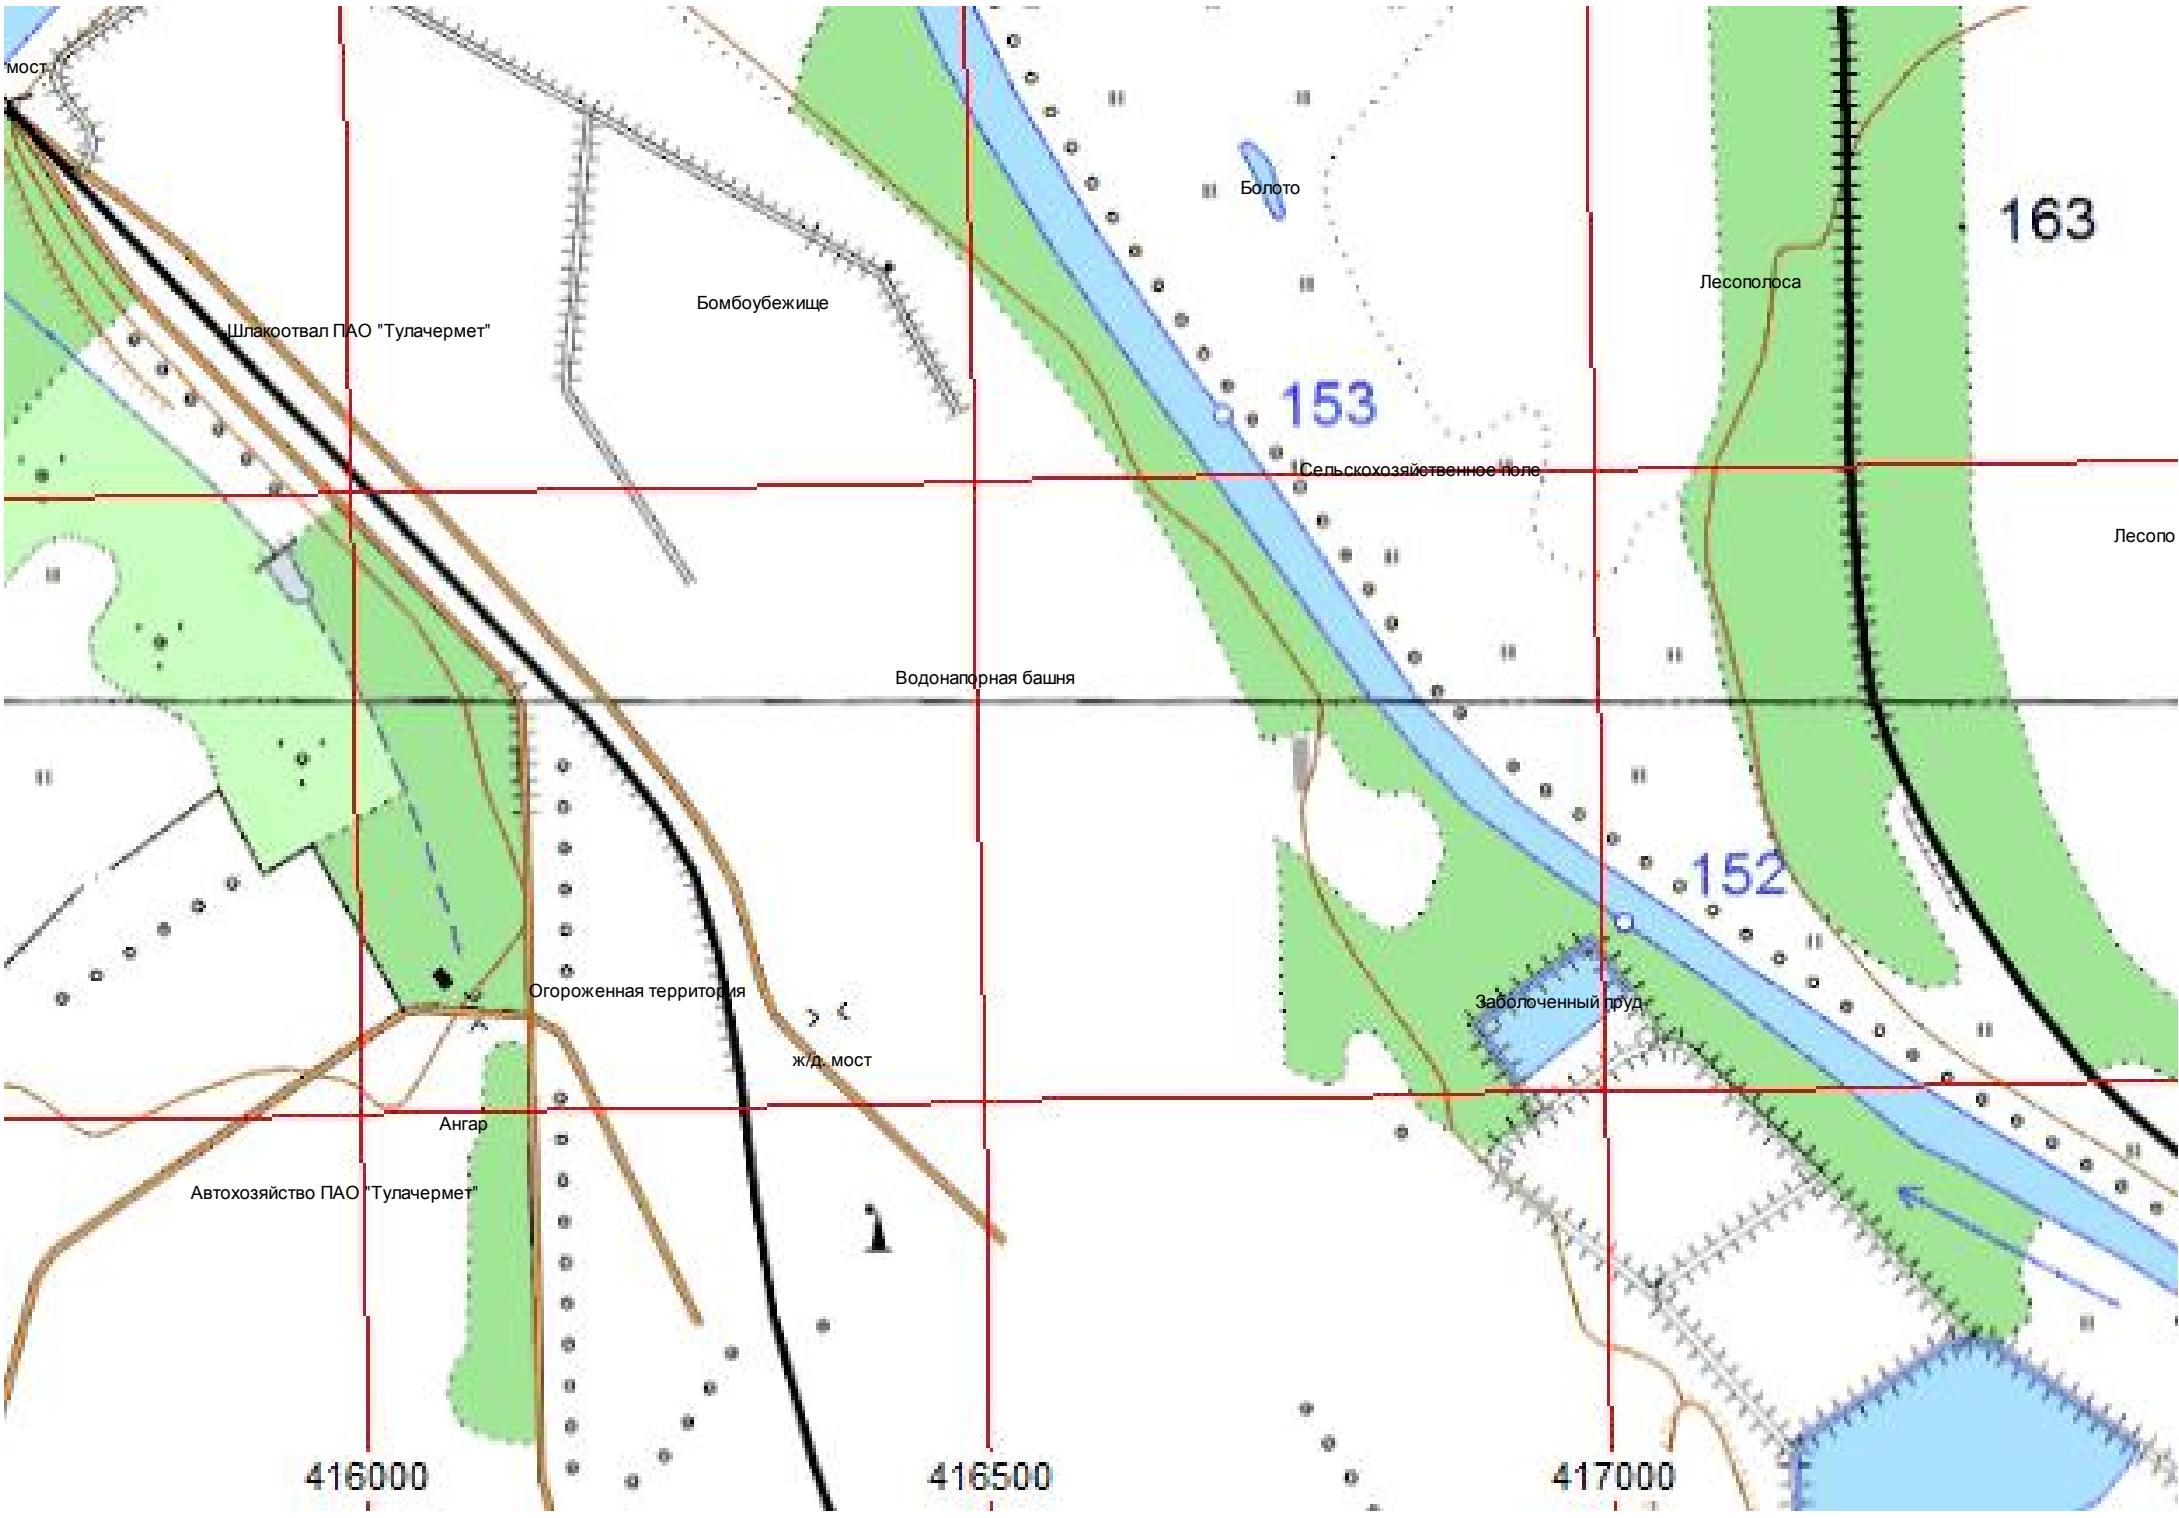 мост
Болото
163
Лесополоса
Бомбоубежище
Шлакоотвал ПАО "Тулачермет"
153
Сельскохозяйственное поле
Лесопо
Водонапорная башня
152
Огороженная территория
Заболоченный пруд
ж/д. мост
Ангар
Автохозяйство ПАО "Тулачермет"
416000
416500
417000